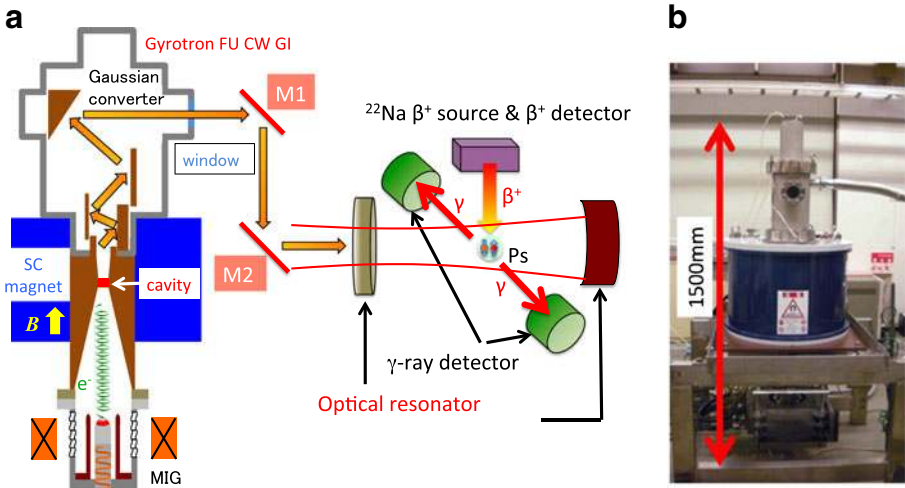 a
b
Gyrotron FU CW GI
Gaussian
converter
M1
²²Na β⁺ source & β⁺ detector
window
β⁺
γ
Ps
SC
magnet
cavity
M2
γ
B
γ-ray detector
e⁻
Optical resonator
MIG
1500mm